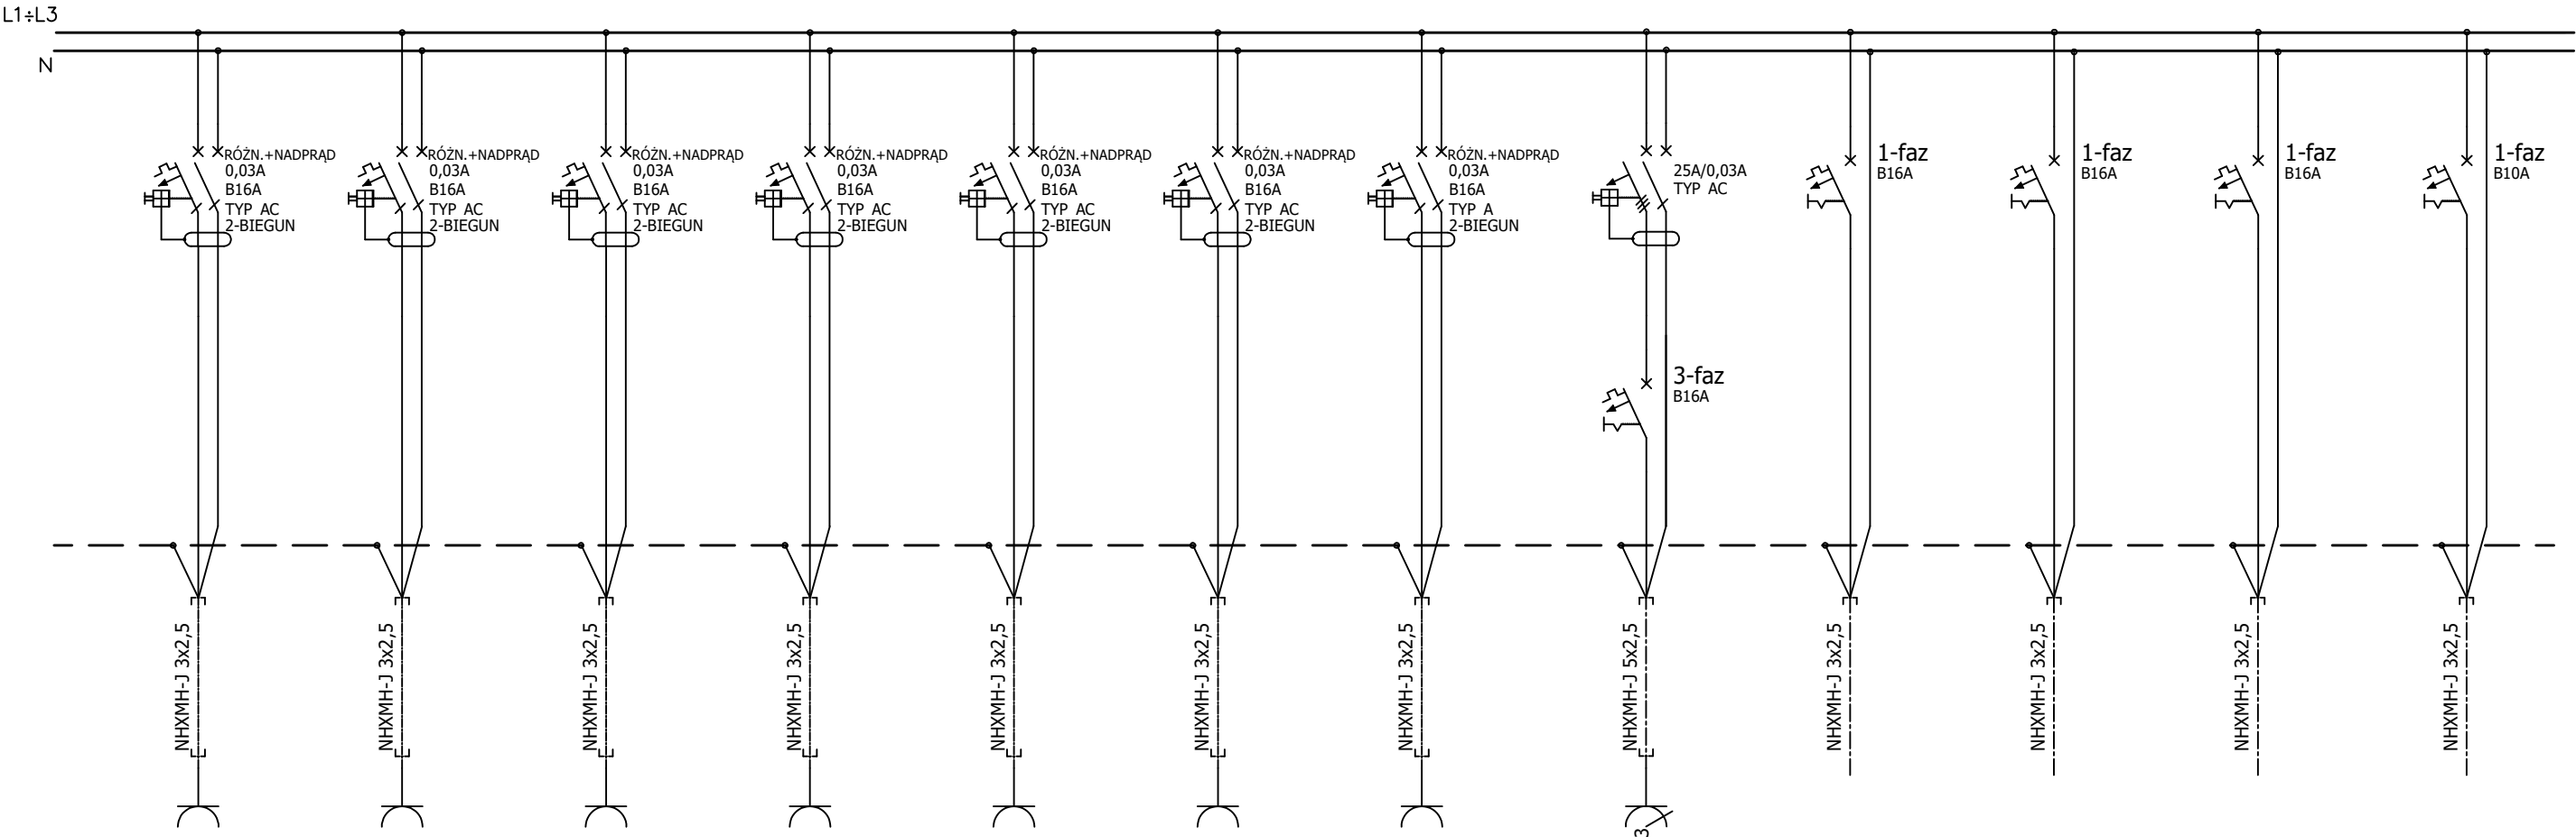 L1÷L3
N
RÓŻN.+NADPRĄD
0,03A
B16A
TYP AC
2-BIEGUN
RÓŻN.+NADPRĄD
0,03A
B16A
TYP AC
2-BIEGUN
RÓŻN.+NADPRĄD
0,03A
B16A
TYP AC
2-BIEGUN
RÓŻN.+NADPRĄD
0,03A
B16A
TYP AC
2-BIEGUN
RÓŻN.+NADPRĄD
0,03A
B16A
TYP AC
2-BIEGUN
RÓŻN.+NADPRĄD
0,03A
B16A
TYP AC
2-BIEGUN
RÓŻN.+NADPRĄD
0,03A
B16A
TYP A
2-BIEGUN
25A/0,03A
TYP AC
3-faz
B16A
1-faz
B16A
1-faz
B16A
1-faz
B16A
1-faz
B10A
NHXMH-J 3x2,5
NHXMH-J 3x2,5
NHXMH-J 3x2,5
NHXMH-J 3x2,5
NHXMH-J 3x2,5
NHXMH-J 3x2,5
NHXMH-J 3x2,5
NHXMH-J 5x2,5
NHXMH-J 3x2,5
NHXMH-J 3x2,5
NHXMH-J 3x2,5
NHXMH-J 3x2,5
3